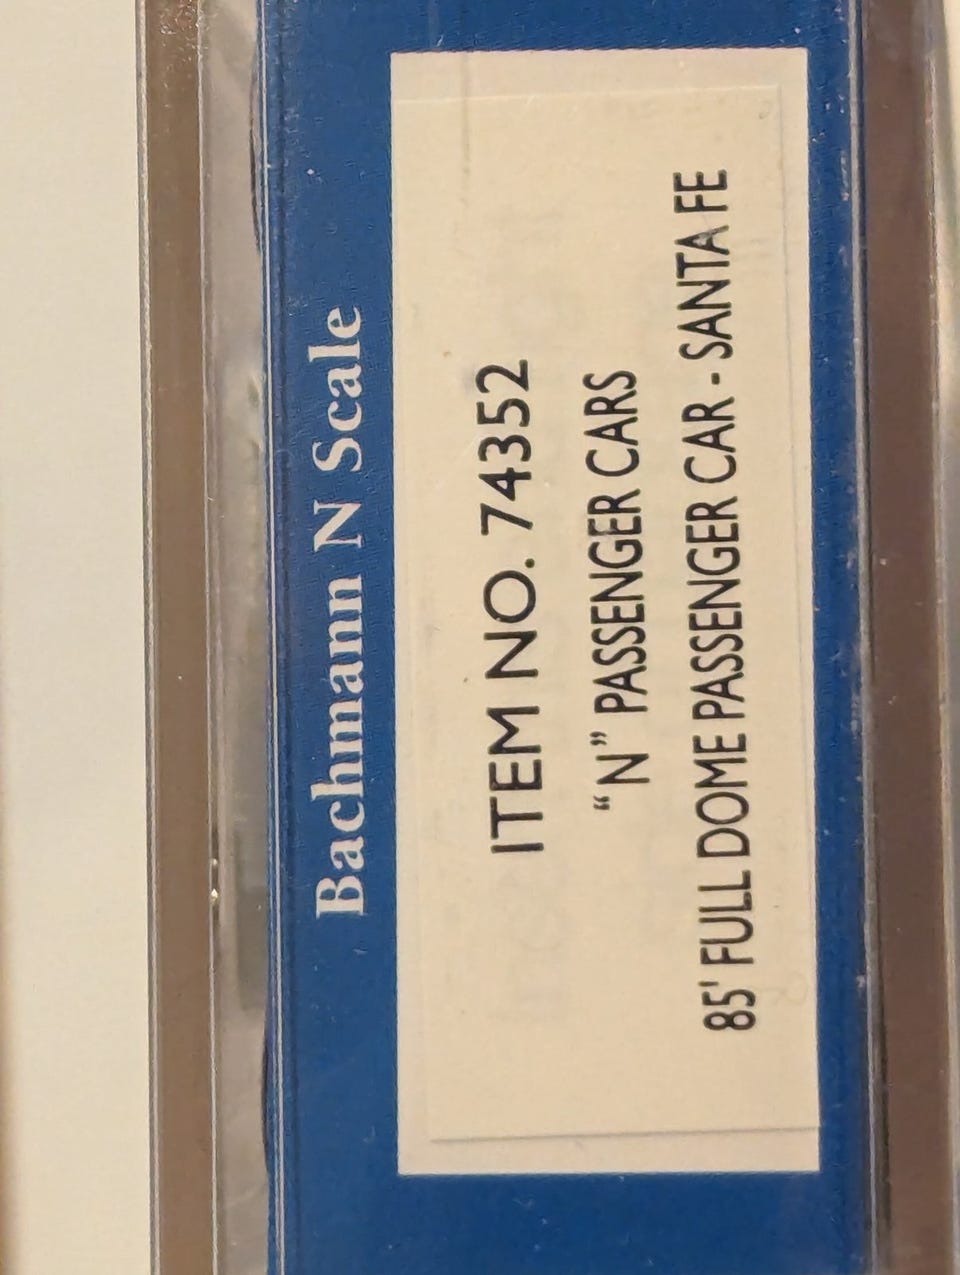 Bachmann N Scale
ITEM NO. 74352
“N” PASSENGER CARS
85' FULL DOME PASSENGER CAR - SANTA FE